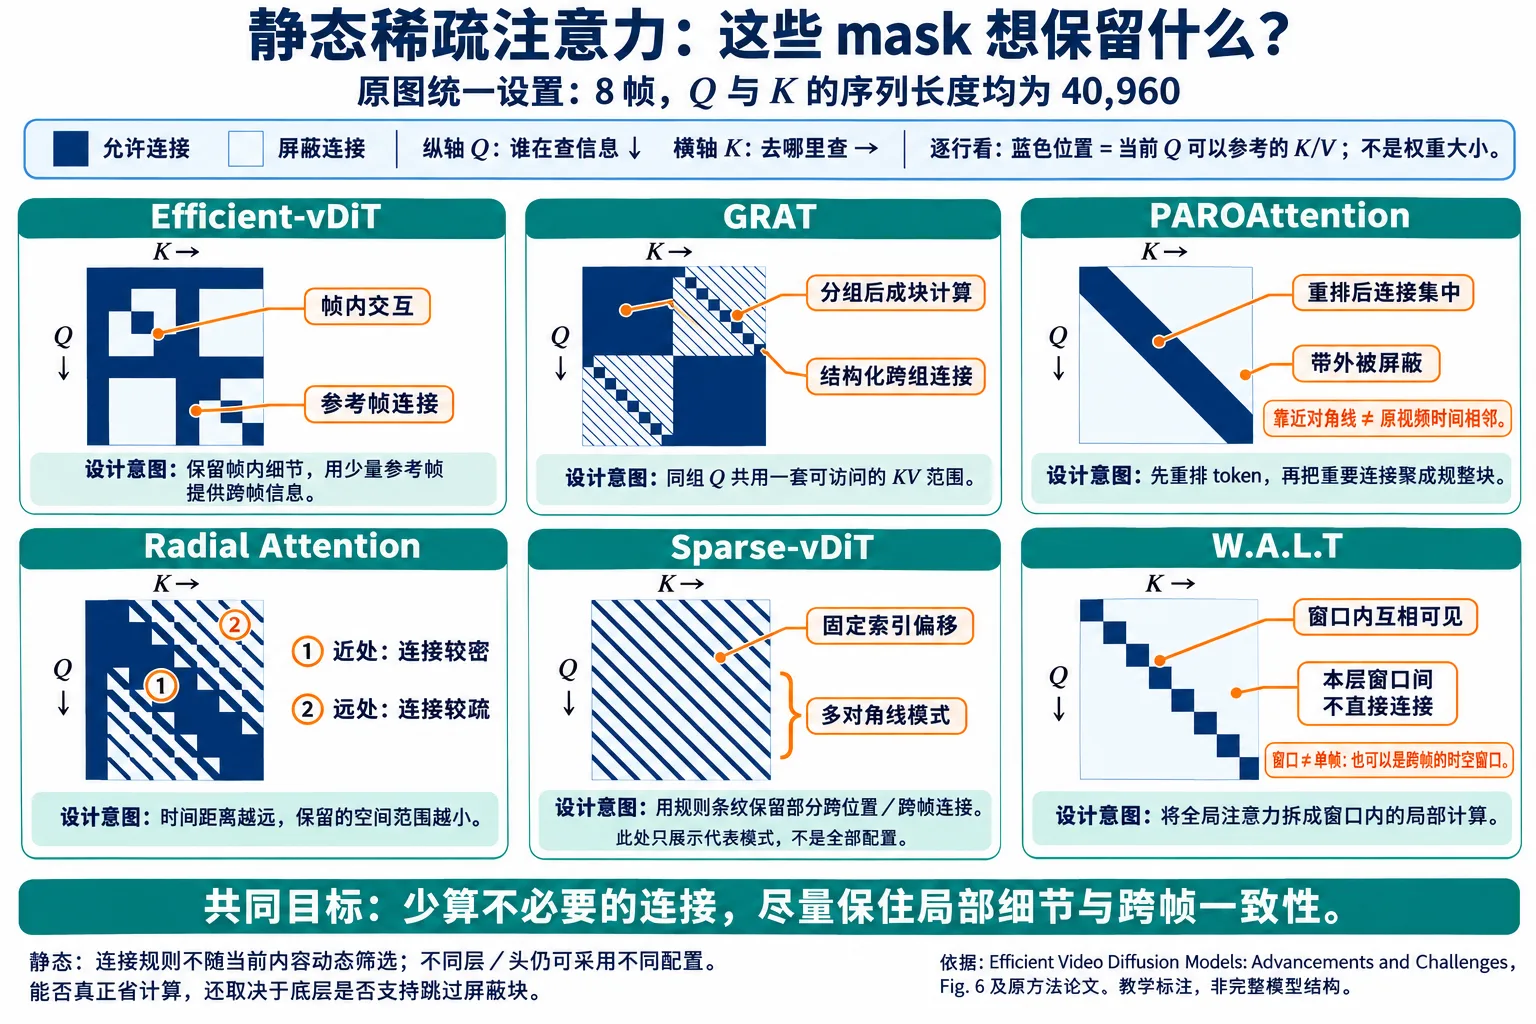 静态稀疏注意力：这些 mask 想保留什么？
原图统一设置：8 帧，Q 与 K 的序列长度均为 40,960
允许连接 屏蔽连接 纵轴 Q：谁在查信息 ↓ 横轴 K：去哪里查 → 逐行看：蓝色位置 = 当前 Q 可以参考的 K/V；不是权重大小。
Efficient-vDiT
K →
Q ↓
帧内交互
参考帧连接
设计意图：保留帧内细节，用少量参考帧
提供跨帧信息。
GRAT
K →
Q ↓
分组后成块计算
结构化跨组连接
设计意图：同组 Q 共用一套可访问的 KV 范围。
PAROAttention
K →
Q ↓
重排后连接集中
带外被屏蔽
靠近对角线 ≠ 原视频时间相邻。
设计意图：先重排 token，再把重要连接聚成规整块。
Radial Attention
K →
Q ↓
2
1
1 近处：连接较密
2 远处：连接较疏
设计意图：时间距离越远，保留的空间范围越小。
Sparse-vDiT
K →
Q ↓
固定索引偏移
多对角线模式
设计意图：用规则条纹保留部分跨位置／跨帧连接。
此处只展示代表模式，不是全部配置。
W.A.L.T
K →
Q ↓
窗口内互相可见
本层窗口间
不直接连接
窗口 ≠ 单帧：也可以是跨帧的时空窗口。
设计意图：将全局注意力拆成窗口内的局部计算。
共同目标：少算不必要的连接，尽量保住局部细节与跨帧一致性。
静态：连接规则不随当前内容动态筛选；不同层／头仍可采用不同配置。
能否真正省计算，还取决于底层是否支持跳过屏蔽块。
依据：Efficient Video Diffusion Models: Advancements and Challenges，
Fig. 6 及原方法论文。教学标注，非完整模型结构。